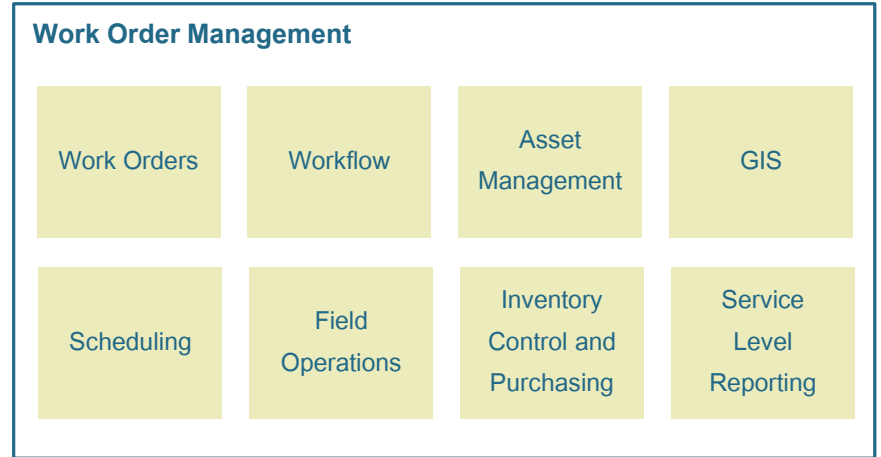 Work Order Management
Work Orders
Workflow
Asset
Management
GIS
Scheduling
Field
Operations
Inventory
Control and
Purchasing
Service
Level
Reporting